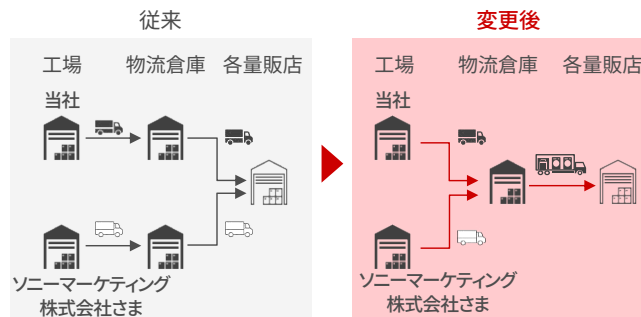 従来
工場
物流倉庫
各量販店
当社
ソニーマーケティング
株式会社さま
変更後
工場
物流倉庫
各量販店
当社
ソニーマーケティング
株式会社さま